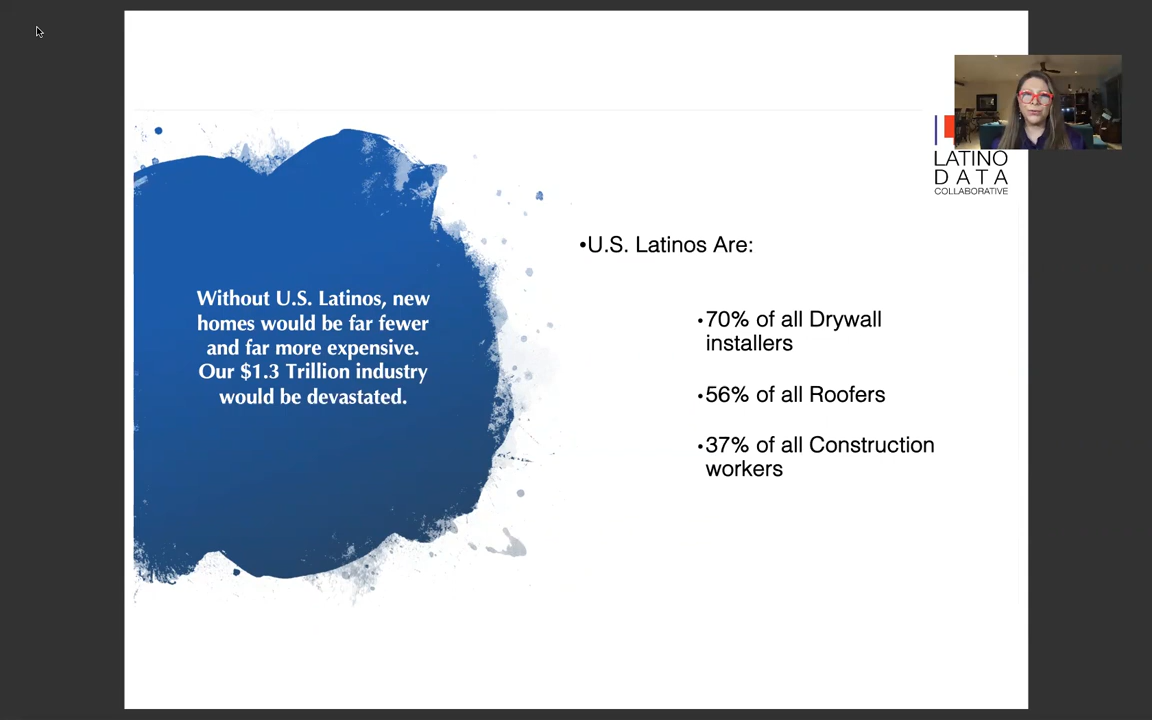 Without U.S. Latinos, new
homes would be far fewer
and far more expensive.
Our $1.3 Trillion industry
would be devastated.
LATINO
DATA
COLLABORATIVE
•U.S. Latinos Are:
•70% of all Drywall
installers
•56% of all Roofers
•37% of all Construction
workers